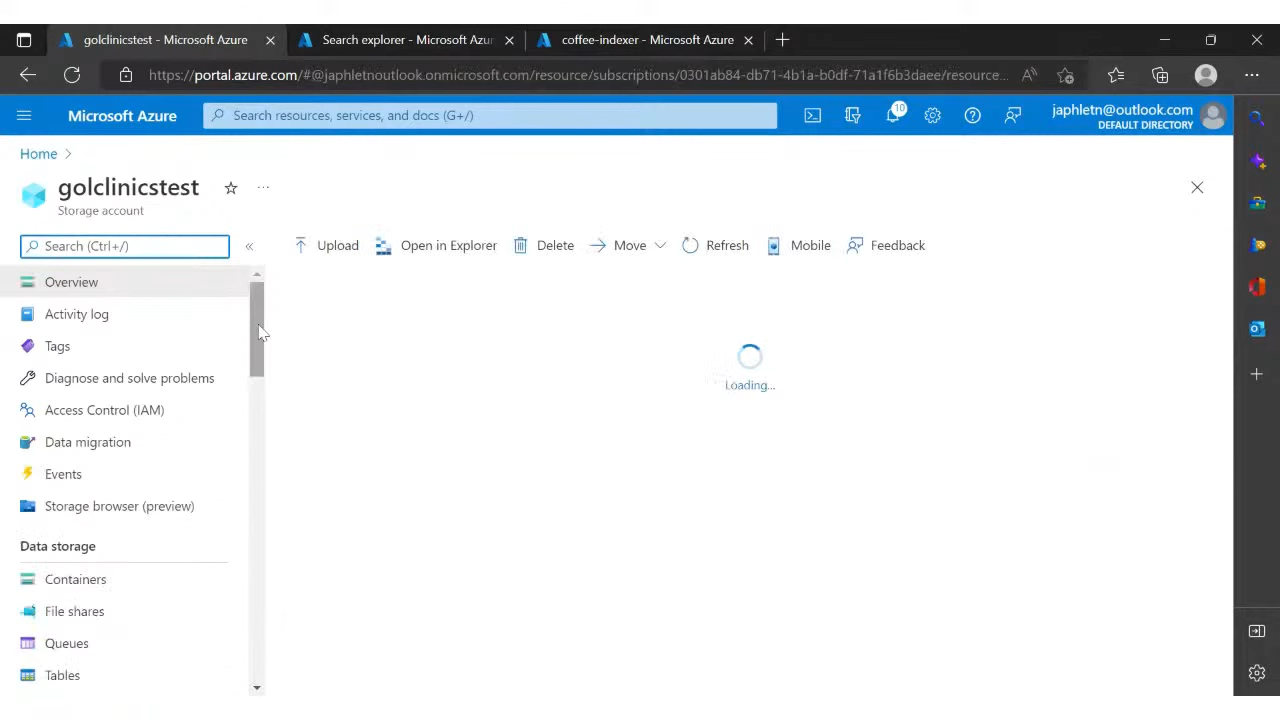 golclinicstest - Microsoft Azure
Search explorer - Microsoft Azur
coffee-indexer - Microsoft Azure
https://portal.azure.com/#@japhletnoutlook.onmicrosoft.com/resource/subscriptions/0301ab84-db71-4b1a-b0df-71a1f6b3daee/resource...
Microsoft Azure
Search resources, services, and docs (G+/)
10
japhletn@outlook.com
DEFAULT DIRECTORY
Home
golclinicstest
Storage account
Search (Ctrl+/)
Upload
Open in Explorer
Delete
Move
Refresh
Mobile
Feedback
Overview
Activity log
Tags
Diagnose and solve problems
Access Control (IAM)
Data migration
Events
Storage browser (preview)
Data storage
Containers
File shares
Queues
Tables
Loading...